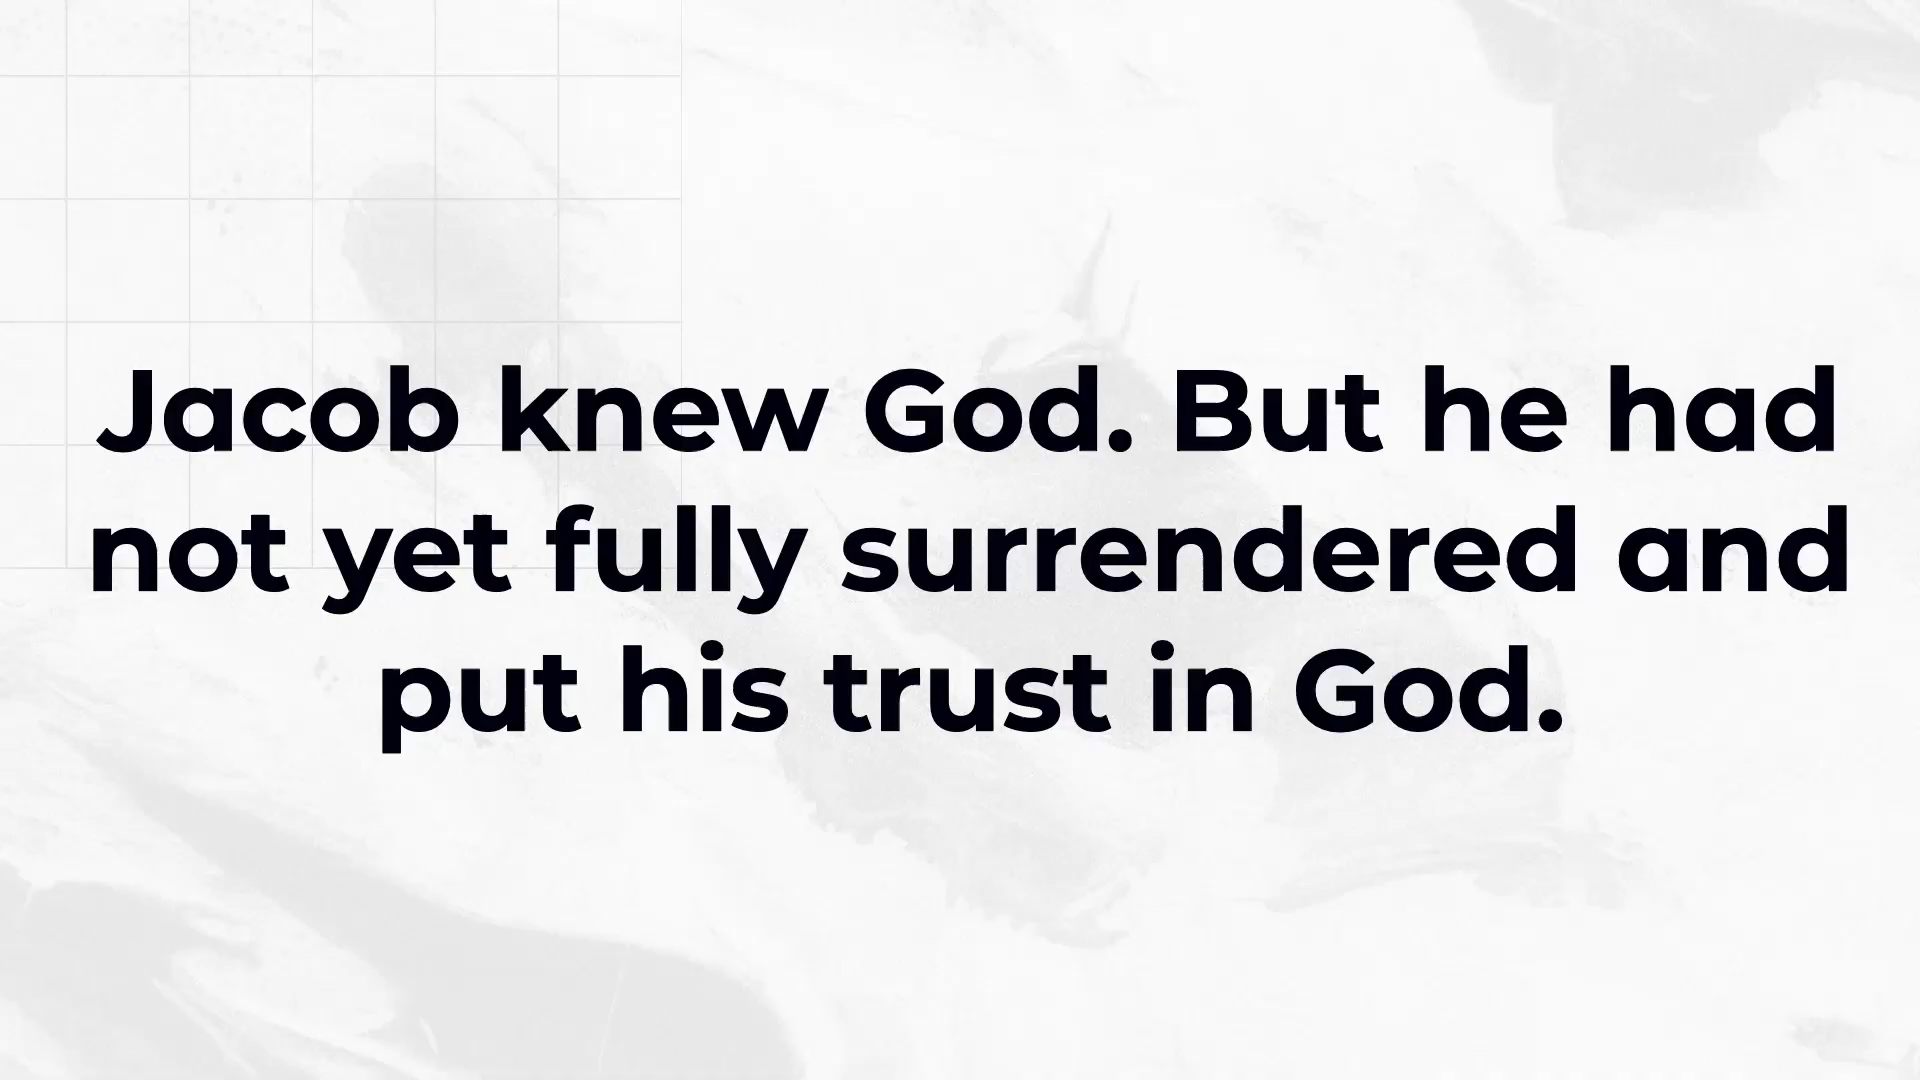 Jacob knew God. But he had
not yet fully surrendered and
put his trust in God.